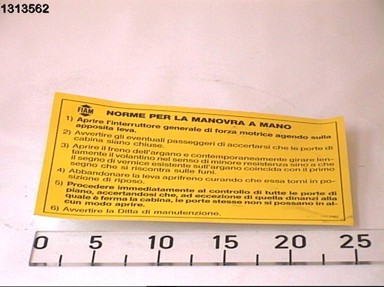 1313562
FIAM
NORME PER LA MANOVRA A MANO
1) Aprire l'interruttore generale di forza motrice agendo sulla
apposita leva.
2) Avvertire gli eventuali passeggeri di accertarsi che le porte di
cabina siano chiuse.
3) Aprire il freno dell'argano e contemporaneamente girare len-
tamente il volantino nel senso di minore resistenza sino a che
il segno di vernice esistente sull'argano coincida con il primo
segno che si riscontra sulle funi.
4) Abbandonare la leva aprifreno curando che essa torni in po-
sizione di riposo.
5) Procedere immediatamente al controllo di tutte le porte di
piano, accertandosi che, ad eccezione di quella dinanzi alla
quale è ferma la cabina, le porte stesse non si possano in al-
cun modo aprire.
6) Avvertire la Ditta di manutenzione.
0 5 10 15 20 25